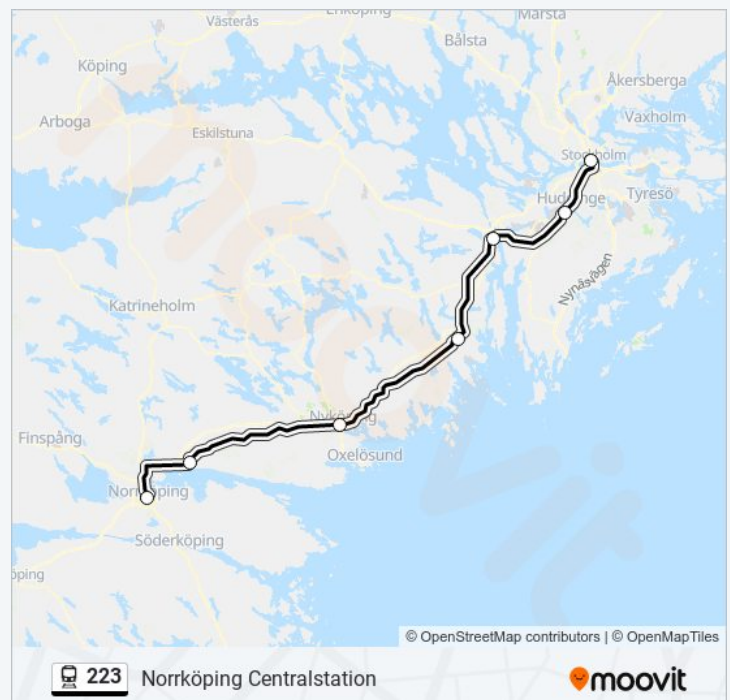 Enköping
Märsta
Västerås
Bålsta
Köping
Åkersberga
Arboga
Vaxholm
Eskilstuna
Stockholm
Huddinge
Tyresö
Nynäsvägen
Katrineholm
Nyköping
Finspång
Oxelösund
Norrköping
Söderköping
öping
© OpenStreetMap contributors | © OpenMapTiles
223 Norrköping Centralstation moovit